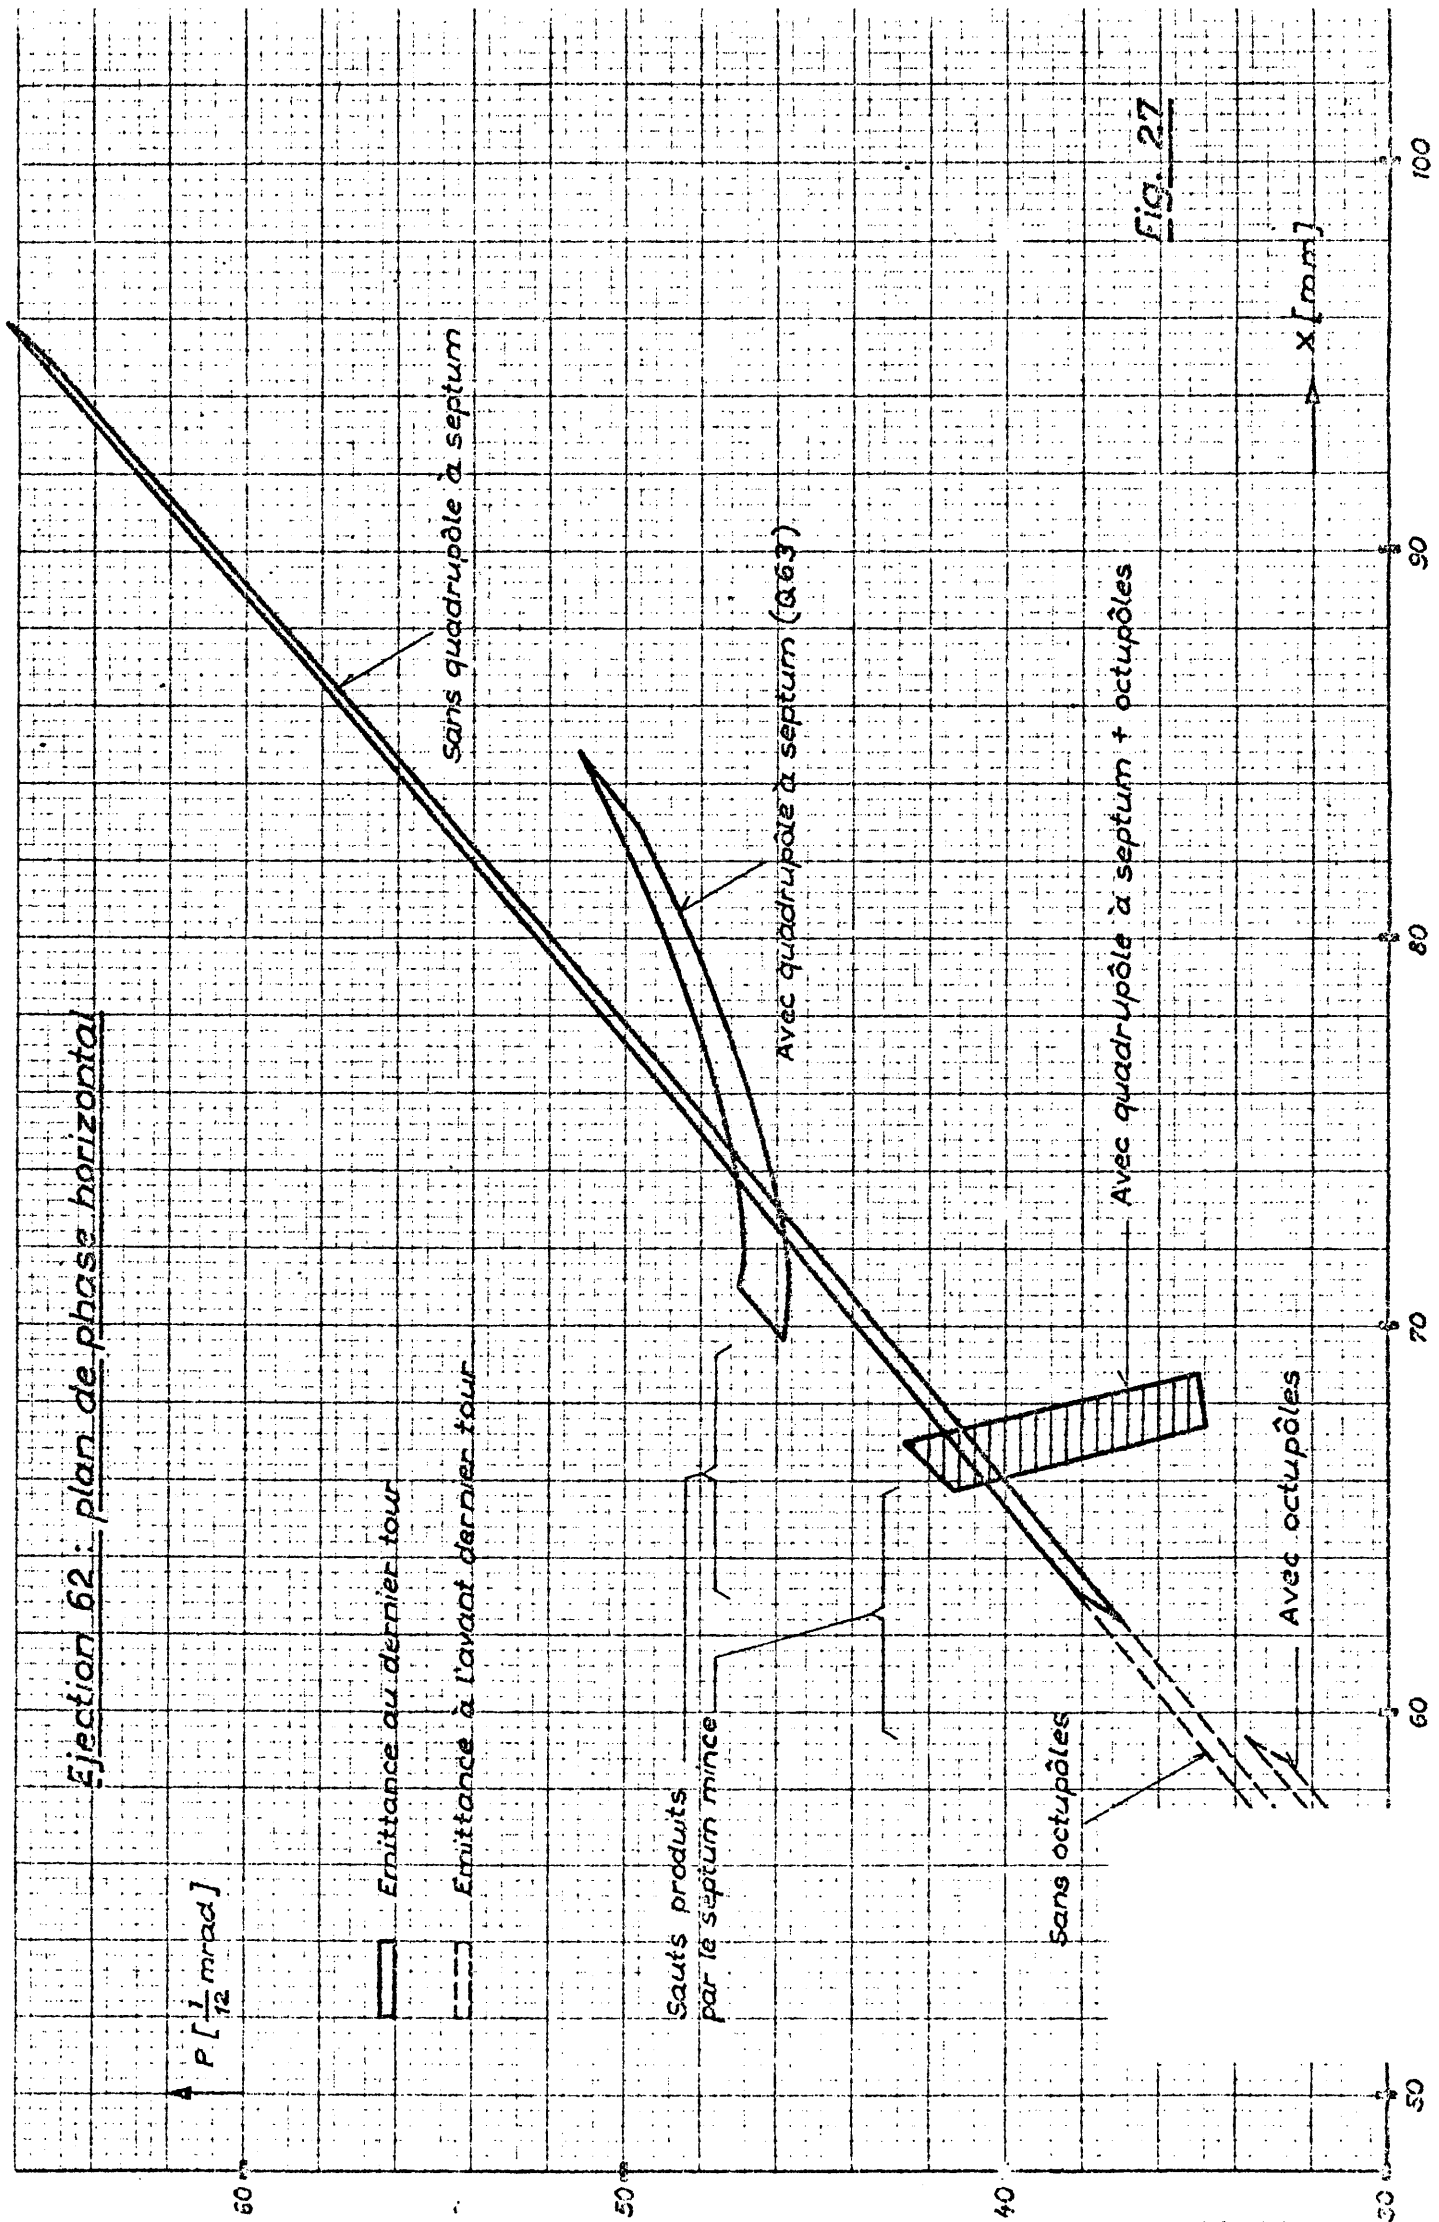 Ejection 62 : plan de phase horizontal
P [1/12 mrad]
Emittance au dernier tour
Emittance à l'avant dernier tour
Sauts produits
par le septum mince
Sans quadrupôle à septum
Avec quadrupôle à septum (Q63)
Avec quadrupôle à septum + octupôles
Sans octupôles
Avec octupôles
Fig. 27
x [mm]
60
50
40
30
50
60
70
80
90
100